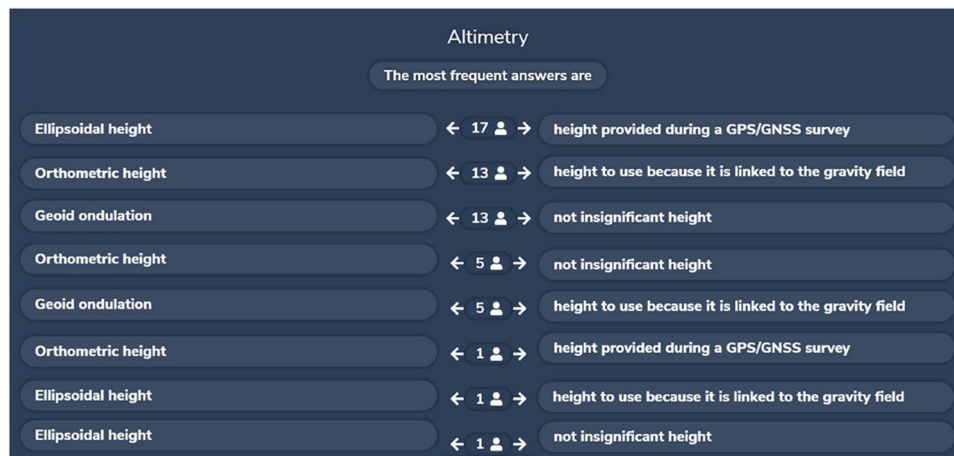 Altimetry
The most frequent answers are
Ellipsoidal height ← 17 → height provided during a GPS/GNSS survey
Orthometric height ← 13 → height to use because it is linked to the gravity field
Geoid ondulation ← 13 → not insignificant height
Orthometric height ← 5 → not insignificant height
Geoid ondulation ← 5 → height to use because it is linked to the gravity field
Orthometric height ← 1 → height provided during a GPS/GNSS survey
Ellipsoidal height ← 1 → height to use because it is linked to the gravity field
Ellipsoidal height ← 1 → not insignificant height